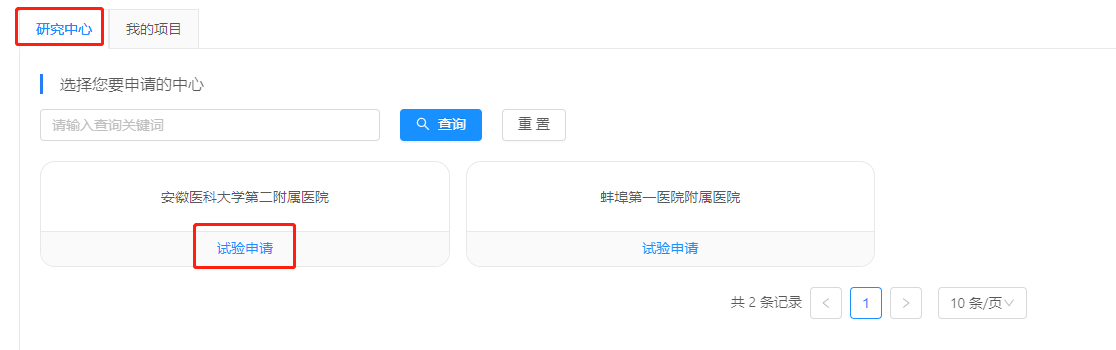 研究中心 我的项目
选择您要申请的中心
请输入查询关键词 查询 重 置
安徽医科大学第二附属医院 蚌埠第一医院附属医院
试验申请 试验申请
共 2 条记录 < 1 > 10 条/页